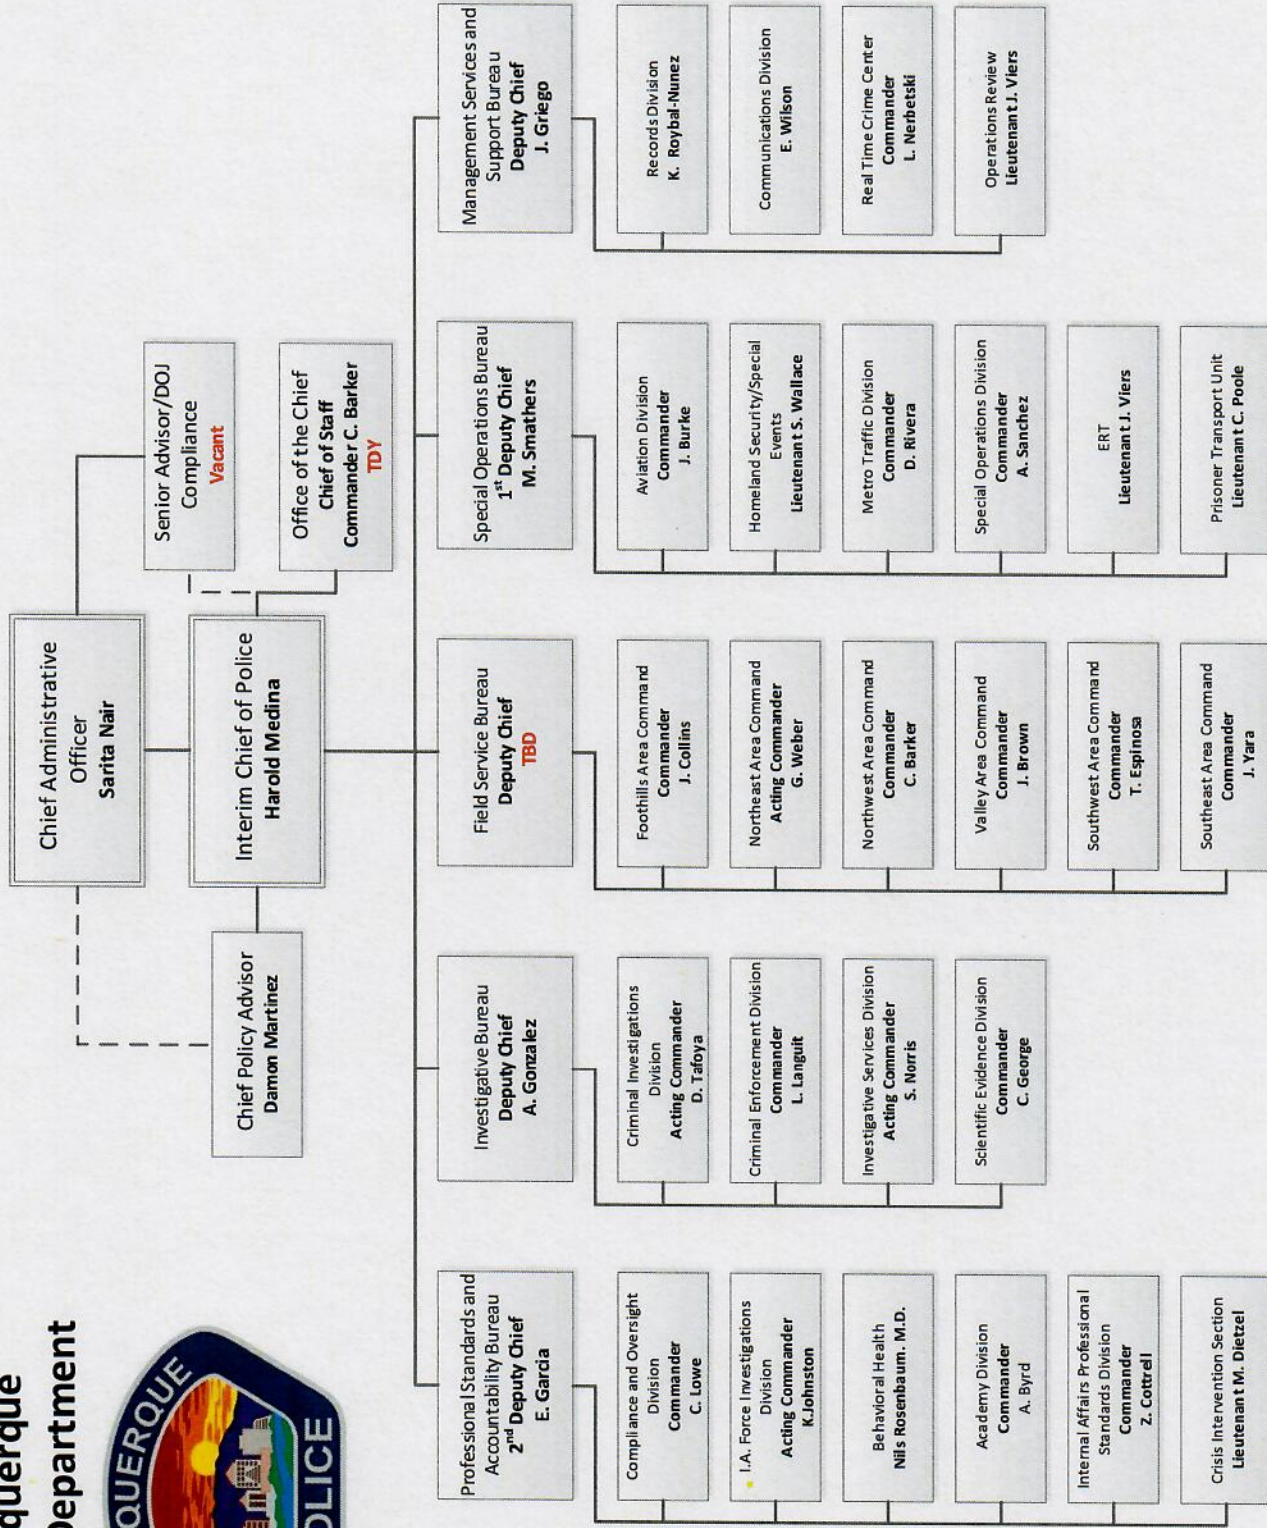 querque
Department
QUERQUE
OLICE
Chief Administrative
Officer
Sarita Nair
Interim Chief of Police
Harold Medina
Chief Policy Advisor
Damon Martinez
Senior Advisor/DOJ
Compliance
Vacant
Office of the Chief
Chief of Staff
Commander C. Barker
TDY
Professional Standards and
Accountability Bureau
2nd Deputy Chief
E. Garcia
Compliance and Oversight
Division
Commander
C. Lowe
I.A. Force Investigations
Division
Acting Commander
K.Johnston
Behavioral Health
Nils Rosenbaum. M.D.
Academy Division
Commander
A. Byrd
Internal Affairs Professional
Standards Division
Commander
Z. Cottrell
Crisis Intervention Section
Lieutenant M. Dietzel
Investigative Bureau
Deputy Chief
A. Gonzalez
Criminal Investigations
Division
Acting Commander
D. Tafoya
Criminal Enforcement Division
Commander
L. Languit
Investigative Services Division
Acting Commander
S. Norris
Scientific Evidence Division
Commander
C. George
Field Service Bureau
Deputy Chief
TBD
Foothills Area Command
Commander
J. Collins
Northeast Area Command
Acting Commander
G. Weber
Northwest Area Command
Commander
C. Barker
Valley Area Command
Commander
J. Brown
Southwest Area Command
Commander
T. Espinosa
Southeast Area Command
Commander
J. Yara
Special Operations Bureau
1st Deputy Chief
M. Smathers
Aviation Division
Commander
J. Burke
Homeland Security/Special
Events
Lieutenant S. Wallace
Metro Traffic Division
Commander
D. Rivera
Special Operations Division
Commander
A. Sanchez
ERT
Lieutenant J. Viers
Prisoner Transport Unit
Lieutenant C. Poole
Management Services and
Support Bureau
Deputy Chief
J. Griego
Records Division
K. Roybal-Nunez
Communications Division
E. Wilson
Real Time Crime Center
Commander
L. Nerbetski
Operations Review
Lieutenant J. Viers